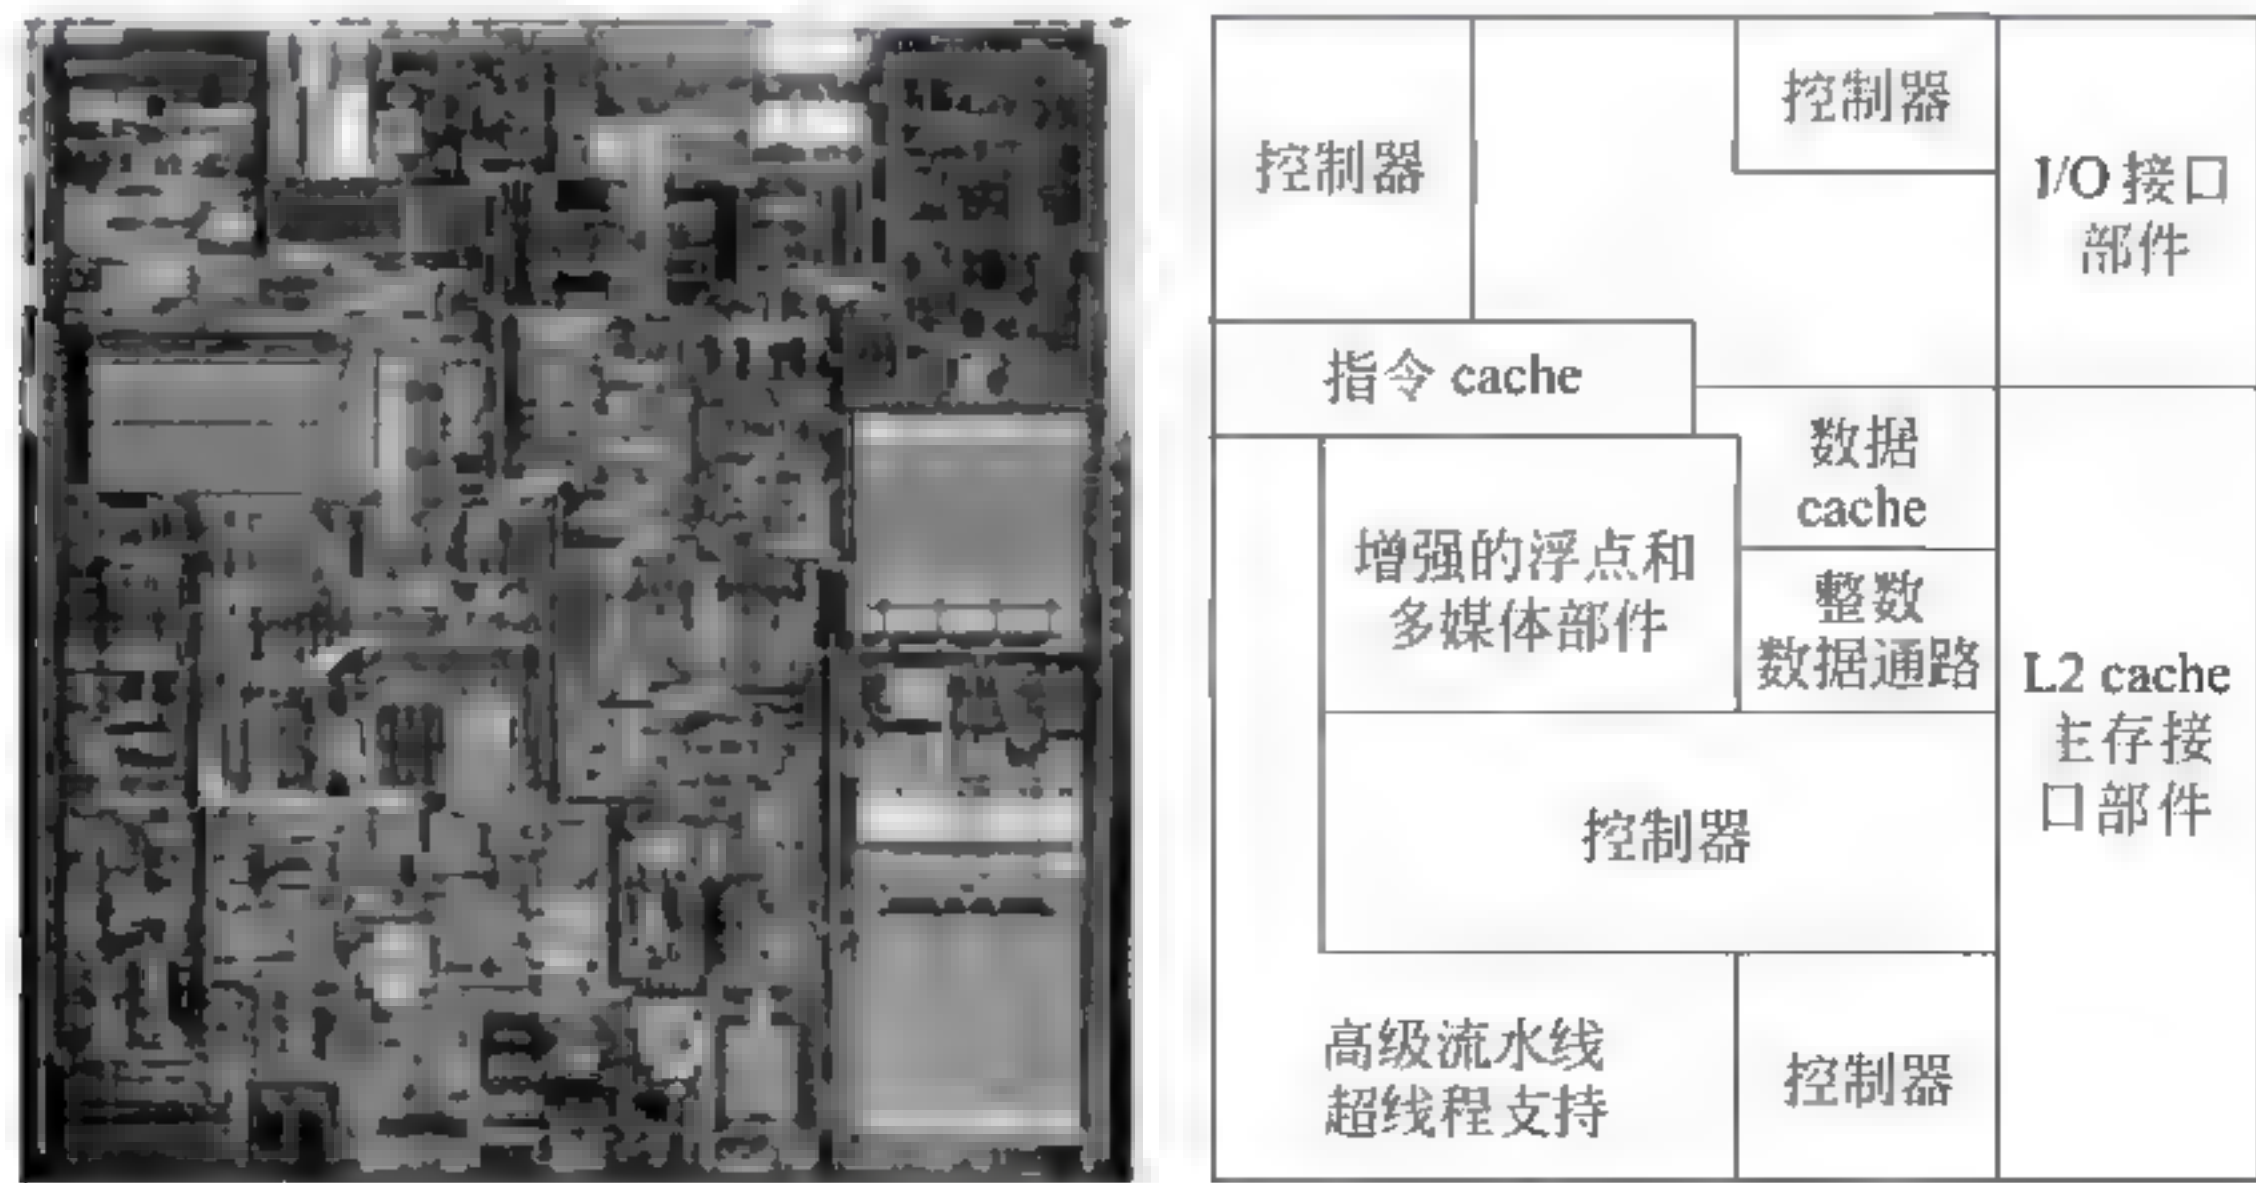 控制器
控制器
I/O 接口
部件
指令 cache
数据
cache
增强的浮点和
多媒体部件
整数
数据通路
L2 cache
主存接
口部件
控制器
高级流水线
超线程支持
控制器